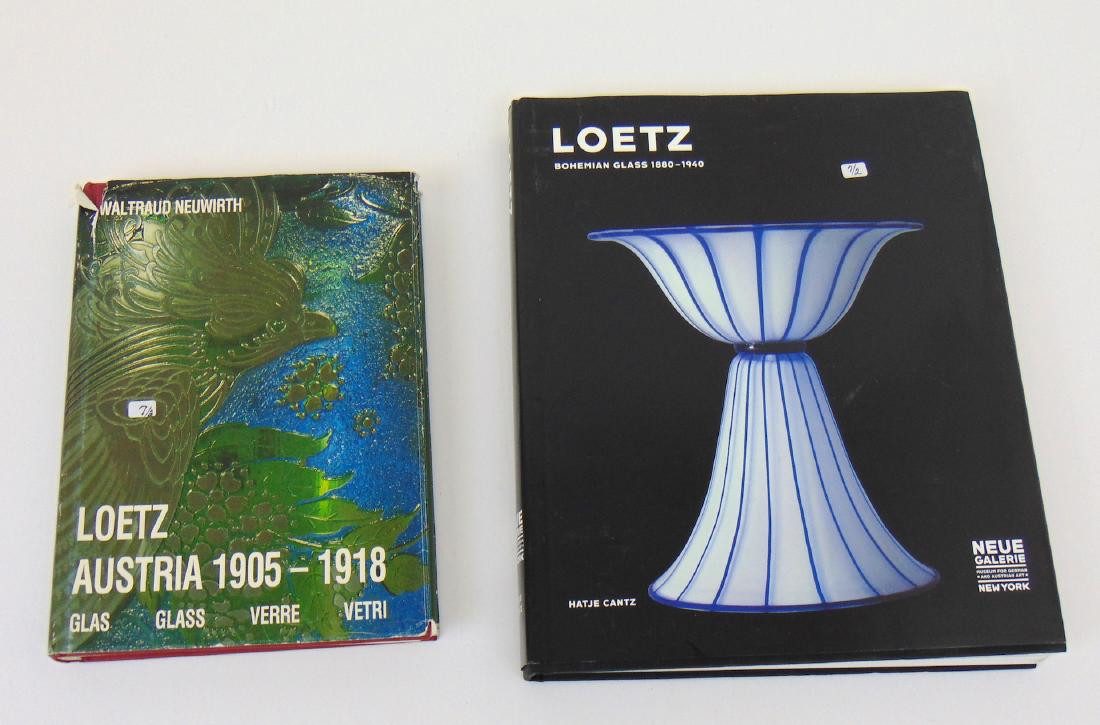 WALTRAUD NEUWIRTH
7/2
LOETZ
AUSTRIA 1905 – 1918
GLAS GLASS VERRE VETRI
LOETZ
BOHEMIAN GLASS 1880–1940
7/2
HATJE CANTZ
NEUE
GALERIE
MUSEUM FOR GERMAN
AND AUSTRIAN ART
NEW YORK